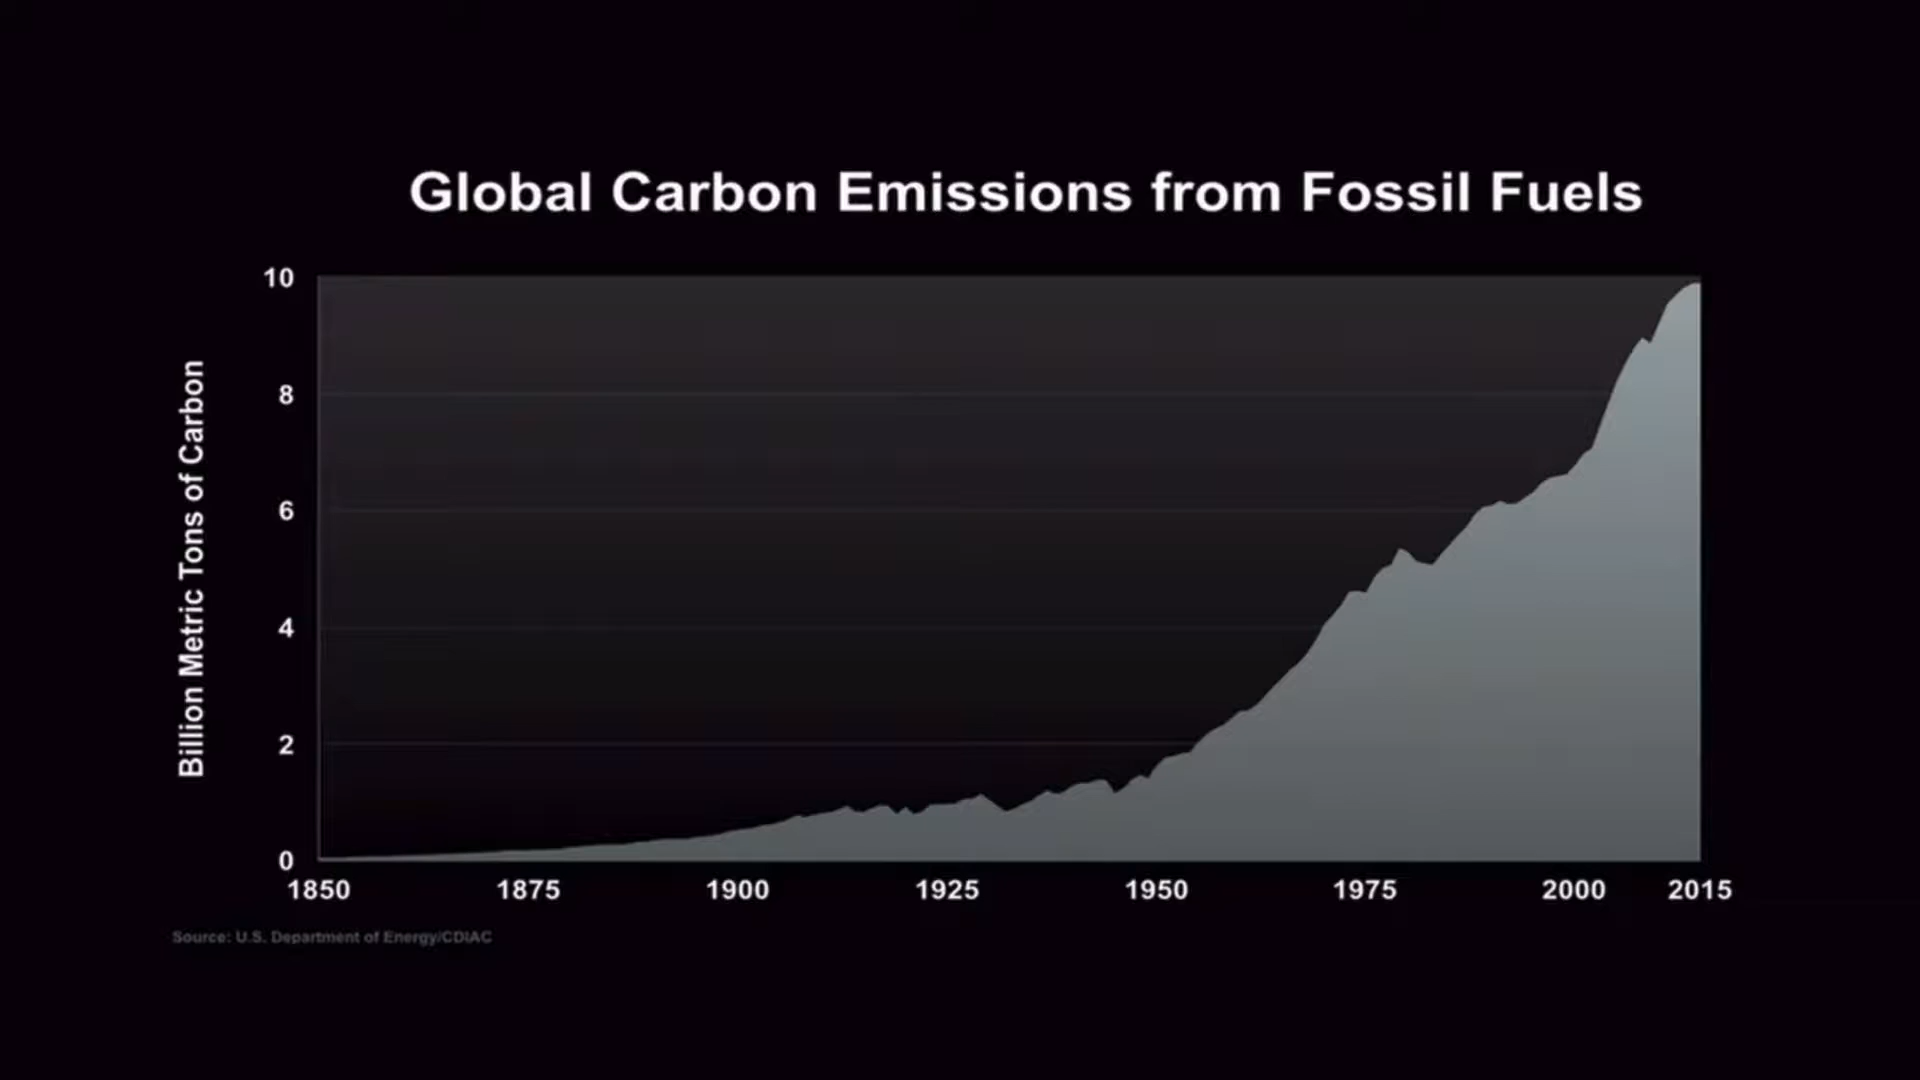 Global Carbon Emissions from Fossil Fuels
Billion Metric Tons of Carbon
10
8
6
4
2
0
1850 1875 1900 1925 1950 1975 2000 2015
Source: U.S. Department of Energy/CDIAC